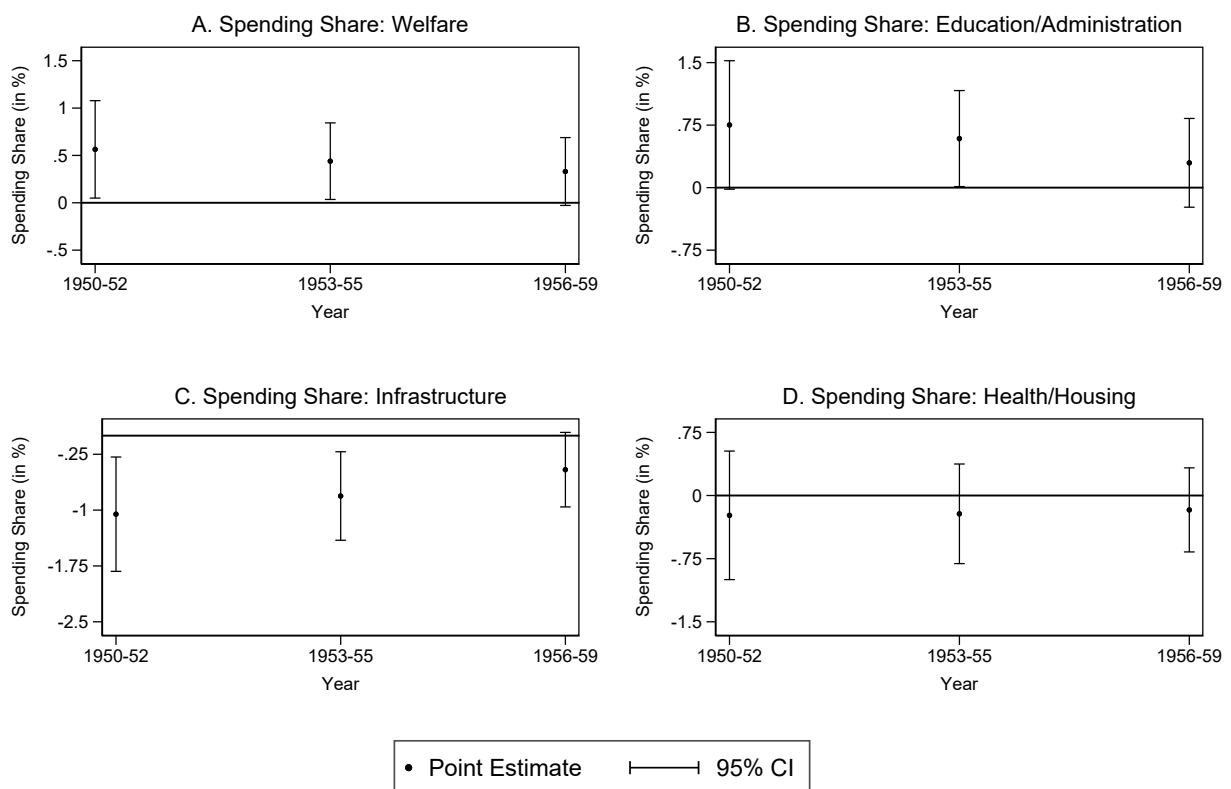 A. Spending Share: Welfare
Spending Share (in %)
1.5
1
.5
0
-.5
1950-52
1953-55
1956-59
Year
B. Spending Share: Education/Administration
Spending Share (in %)
1.5
.75
0
-.75
1950-52
1953-55
1956-59
Year
C. Spending Share: Infrastructure
Spending Share (in %)
-.25
-1
-1.75
-2.5
1950-52
1953-55
1956-59
Year
D. Spending Share: Health/Housing
Spending Share (in %)
.75
0
-.75
-1.5
1950-52
1953-55
1956-59
Year
Point Estimate
95% CI